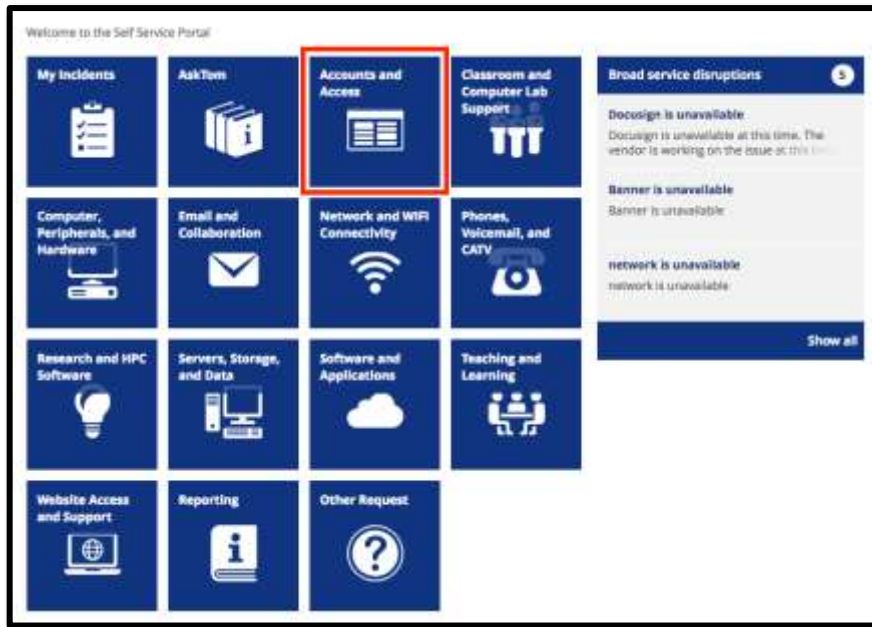 Welcome to the Self Service Portal
My Incidents
AskTom
Accounts and
Access
Classroom and
Computer Lab
Support
Computer,
Peripherals, and
Hardware
Email and
Collaboration
Network and WIFI
Connectivity
Phones,
Voicemail, and
CATV
Research and HPC
Software
Servers, Storage,
and Data
Software and
Applications
Teaching and
Learning
Website Access
and Support
Reporting
Other Request
Broad service disruptions
5
Docusign is unavailable
Docusign is unavailable at this time. The
vendor is working on the issue at this
Banner is unavailable
Banner is unavailable
network is unavailable
network is unavailable
Show all